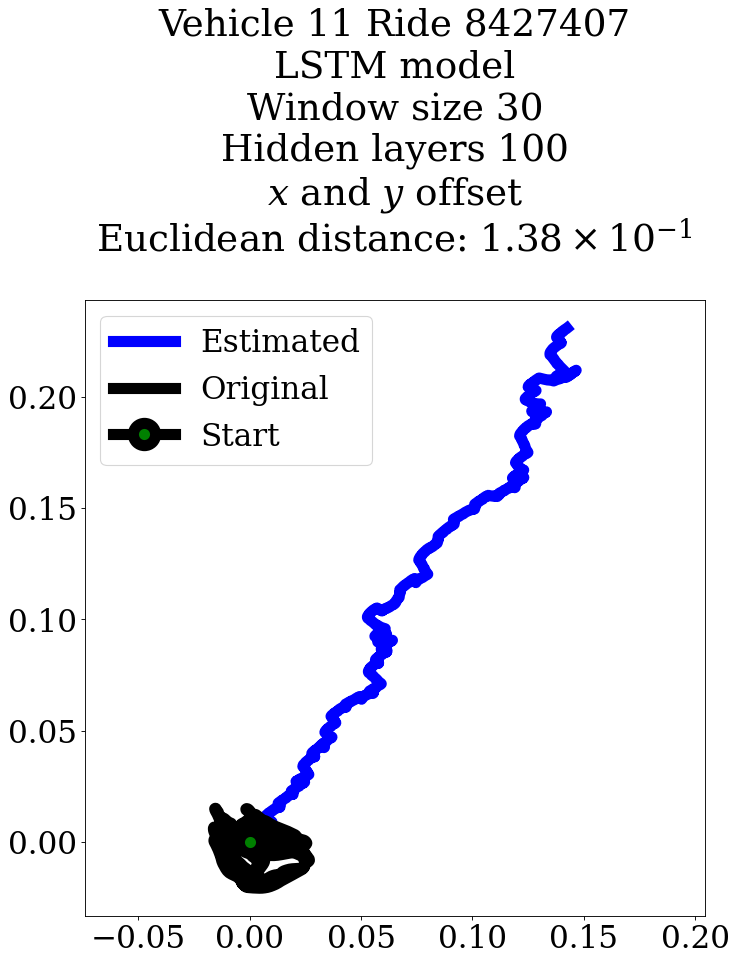 Vehicle 11 Ride 8427407
LSTM model
Window size 30
Hidden layers 100
x and y offset
Euclidean distance: 1.38 × 10⁻¹
Estimated
Original
Start
0.20
0.15
0.10
0.05
0.00
−0.05 0.00 0.05 0.10 0.15 0.20